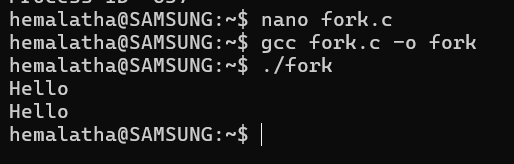 hemalatha@SAMSUNG:~$ nano fork.c
hemalatha@SAMSUNG:~$ gcc fork.c -o fork
hemalatha@SAMSUNG:~$ ./fork
Hello
Hello
hemalatha@SAMSUNG:~$